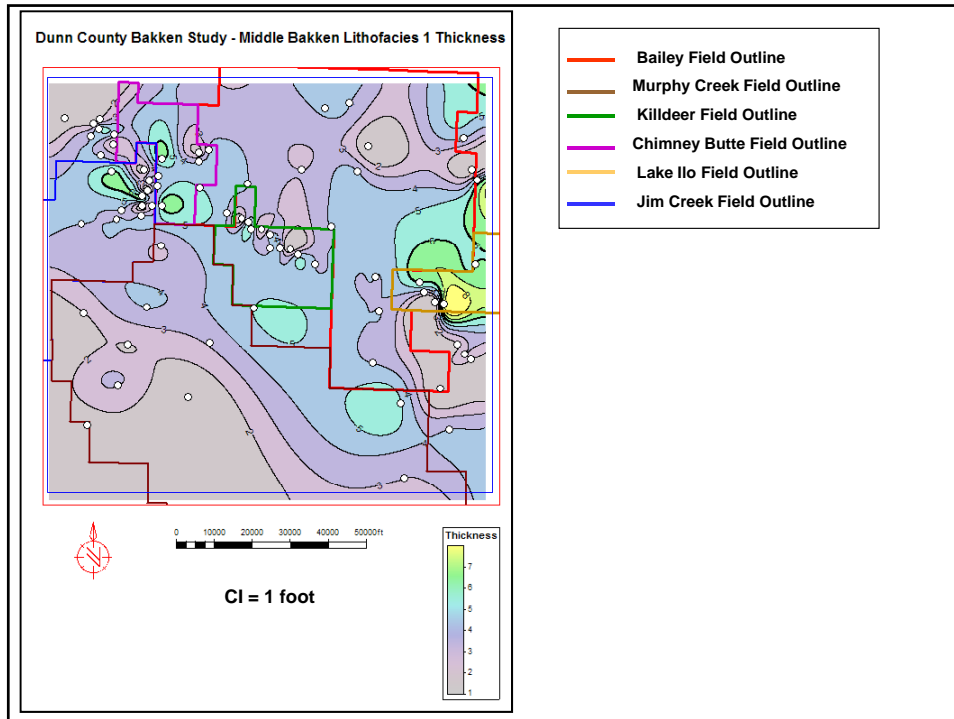 Dunn County Bakken Study - Middle Bakken Lithofacies 1 Thickness
Bailey Field Outline
Murphy Creek Field Outline
Killdeer Field Outline
Chimney Butte Field Outline
Lake Ilo Field Outline
Jim Creek Field Outline
N
0 10000 20000 30000 40000 50000ft
CI = 1 foot
Thickness
7
6
5
4
3
2
1